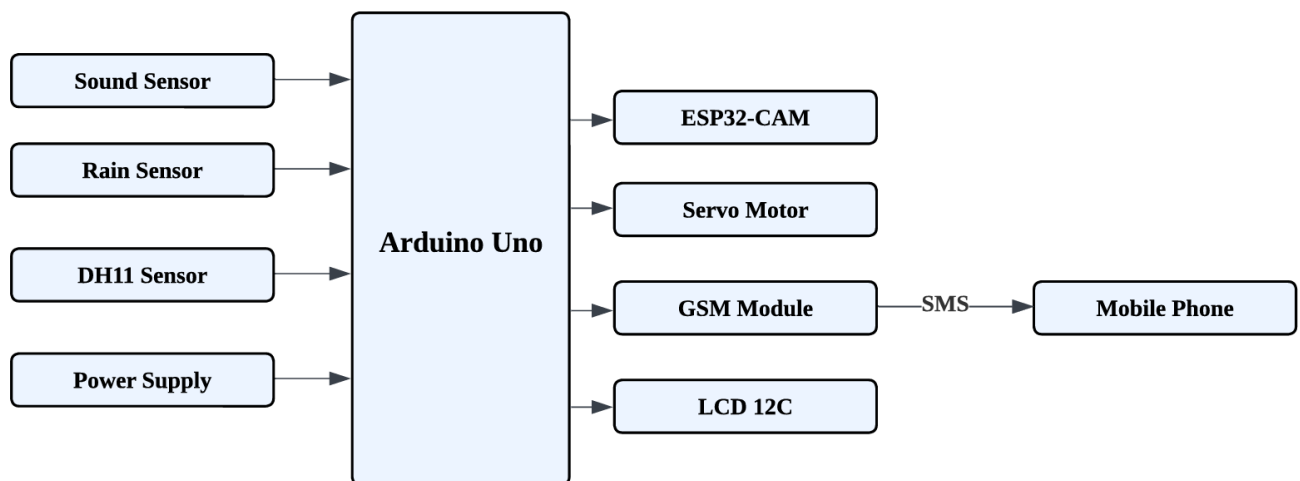 Sound Sensor
Rain Sensor
DH11 Sensor
Power Supply
Arduino Uno
ESP32-CAM
Servo Motor
GSM Module
LCD 12C
SMS
Mobile Phone